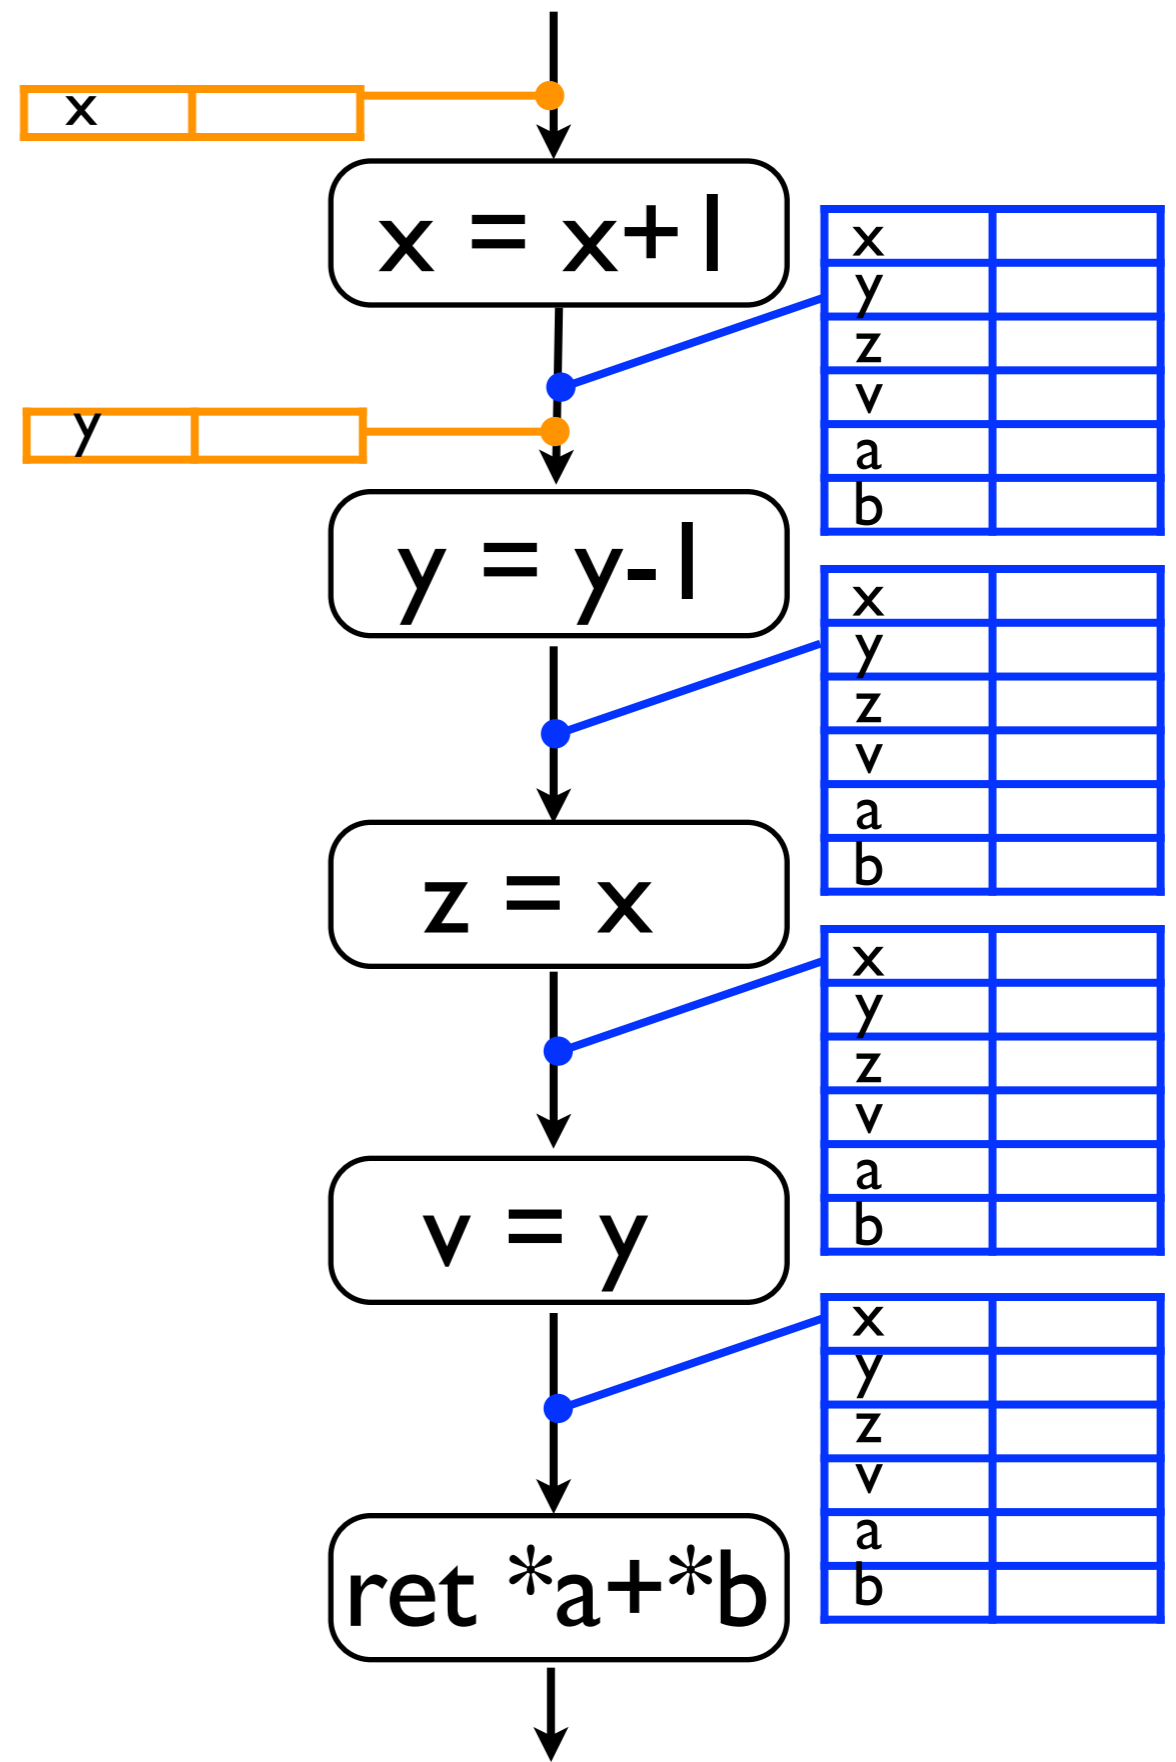 x
x = x+1
x
y
z
v
a
b
y
y = y-1
x
y
z
v
a
b
z = x
x
y
z
v
a
b
v = y
x
y
z
v
a
b
ret *a+*b